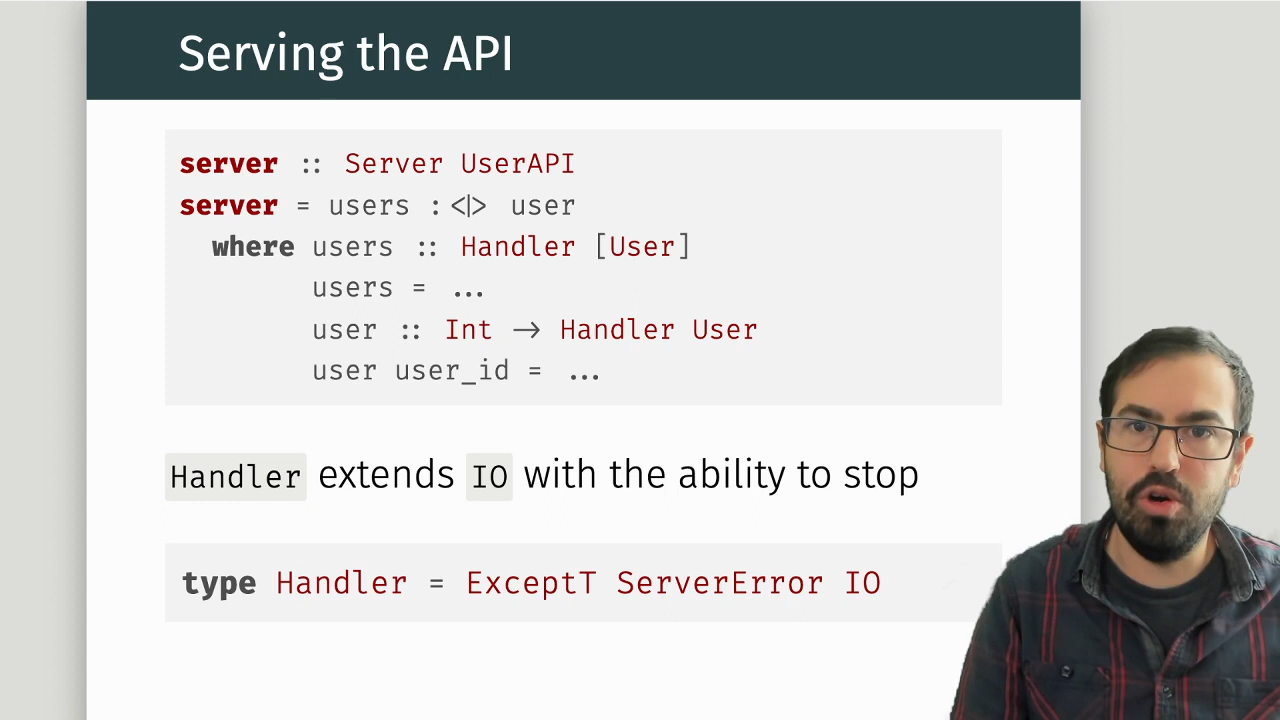 Serving the API
server :: Server UserAPI
server = users :<|> user
where users :: Handler [User]
users = ...
user :: Int -> Handler User
user user_id = ...
Handler extends IO with the ability to stop
type Handler = ExceptT ServerError IO